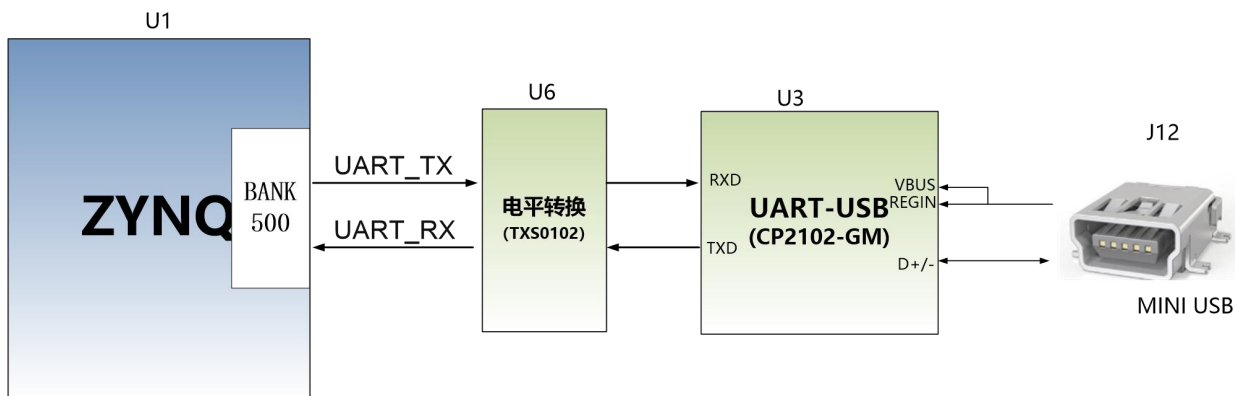 U1
ZYNQ
BANK
500
UART_TX
UART_RX
U6
电平转换
(TXS0102)
U3
RXD
TXD
UART-USB
(CP2102-GM)
VBUS
REGIN
D+/-
J12
MINI USB